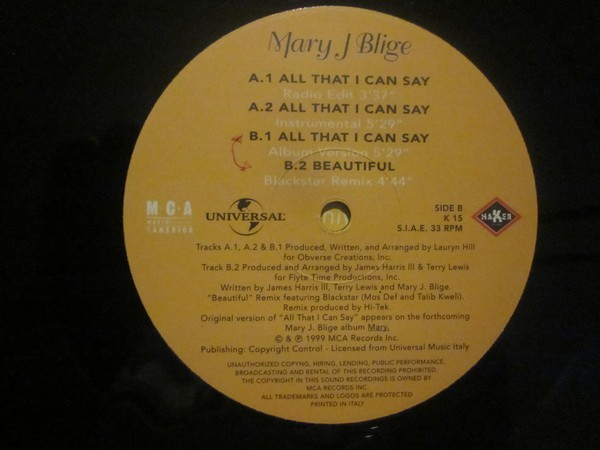 Mary J Blige
A.1 ALL THAT I CAN SAY
Radio Edit 3'37"
A.2 ALL THAT I CAN SAY
Instrumental 5'29"
B.1 ALL THAT I CAN SAY
Album Version 5'29"
B.2 BEAUTIFUL
Blackstar Remix 4'44"
MCA
MUSIC
AMERICA
UNIVERSAL
SIDE B
K 15
S.I.A.E. 33 RPM
HAKER
Tracks A.1, A.2 & B.1 Produced, Written, and Arranged by Lauryn Hill
for Obverse Creations, Inc.
Track B.2 Produced and Arranged by James Harris III & Terry Lewis
for Flyte Time Productions, Inc.
Written by James Harris III, Terry Lewis and Mary J. Blige.
"Beautiful" Remix featuring Blackstar (Mos Def and Talib Kweli).
Remix produced by Hi-Tek.
Original version of "All That I Can Say" appears on the forthcoming
Mary J. Blige album Mary.
© & ℗ 1999 MCA Records Inc.
Publishing: Copyright Control - Licensed from Universal Music Italy
UNAUTHORIZED COPYNG, HIRING, LENDING, PUBLIC PERFORMANCE,
BROADCASTING AND RENTAL OF THIS RECORDING PROHIBITED.
THE COPYRIGHT IN THIS SOUND RECORDINGS IS OWNED BY
MCA RECORDS INC.
ALL TRADEMARKS AND LOGOS ARE PROTECTED
PRINTED IN ITALY